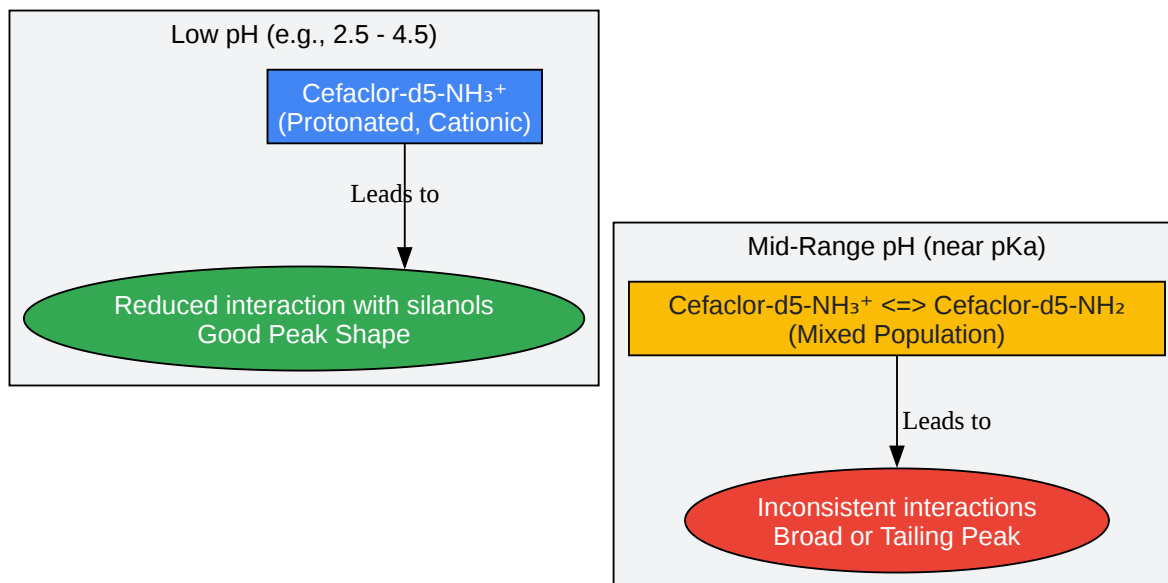 Low pH (e.g., 2.5 - 4.5)
Cefaclor-d5-NH₃⁺
(Protonated, Cationic)
Leads to
Reduced interaction with silanols
Good Peak Shape
Mid-Range pH (near pKa)
Cefaclor-d5-NH₃⁺ <=> Cefaclor-d5-NH₂
(Mixed Population)
Leads to
Inconsistent interactions
Broad or Tailing Peak